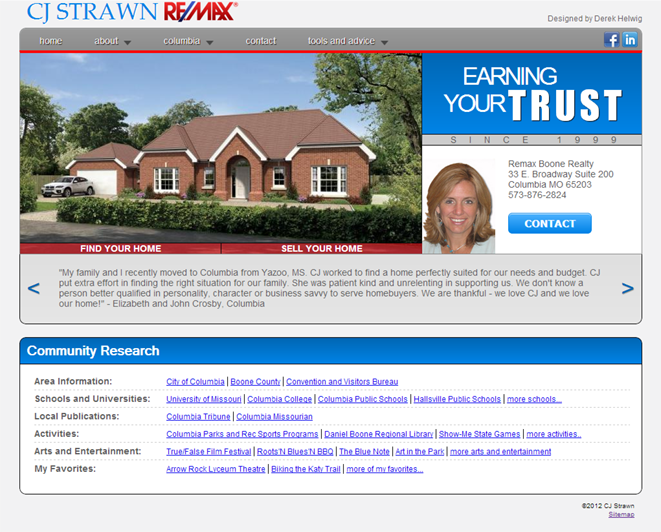 CJ STRAWN RE/MAX
Designed by Derek Helwig
home about columbia contact tools and advice
EARNING
YOUR TRUST
SINCE 1999
Remax Boone Realty
33 E. Broadway Suite 200
Columbia MO 65203
573-876-2824
CONTACT
FIND YOUR HOME SELL YOUR HOME
"My family and I recently moved to Columbia from Yazoo, MS. CJ worked to find a home perfectly suited for our needs and budget. CJ
put extra effort in finding the right situation for our family. She was patient kind and unrelenting in supporting us. We don't know a
person better qualified in personality, character or business savvy to serve homebuyers. We are thankful - we love CJ and we love
our home!" - Elizabeth and John Crosby, Columbia
Community Research
Area Information: City of Columbia | Boone County | Convention and Visitors Bureau
Schools and Universities: University of Missouri | Columbia College | Columbia Public Schools | Hallsville Public Schools | more schools...
Local Publications: Columbia Tribune | Columbia Missourian
Activities: Columbia Parks and Rec Sports Programs | Daniel Boone Regional Library | Show-Me State Games | more activities..
Arts and Entertainment: True/False Film Festival | Roots'N Blues'N BBQ | The Blue Note | Art in the Park | more arts and entertainment
My Favorites: Arrow Rock Lyceum Theatre | Biking the Katy Trail | more of my favorites...
©2012 CJ Strawn
Sitemap